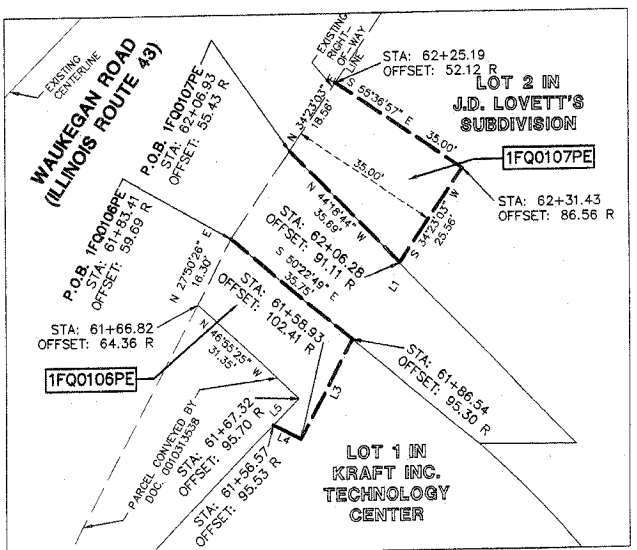 EXISTING
CENTERLINE
WAUKEGAN ROAD
(ILLINOIS ROUTE 43)
P.O.B. 1FQ0107PE
STA: 62+06.93
OFFSET: 55.43 R
P.O.B. 1FQ0106PE
STA: 61+83.41
OFFSET: 59.69 R
EXISTING
RIGHT-
OF-WAY
LINE
STA: 62+25.19
OFFSET: 52.12 R
LOT 2 IN
J.D. LOVETT'S
SUBDIVISION
1FQ0107PE
N 34°23'03" E
18.56'
S 55°36'57" E
35.00'
35.00'
STA: 62+31.43
OFFSET: 86.56 R
S 34°23'03" W
25.56'
N 44°18'44" W
35.69'
STA: 62+06.28
OFFSET: 91.11 R
L1
S 50°22'49" E
35.75'
N 27°50'26" E
16.30'
STA: 61+58.93
OFFSET: 102.41 R
STA: 61+66.82
OFFSET: 64.36 R
N 46°55'25" W
31.35'
1FQ0106PE
STA: 61+86.54
OFFSET: 95.30 R
L3
L5
L4
PARCEL CONVEYED BY
DOC. 0010313538
STA: 61+67.32
OFFSET: 95.70 R
STA: 61+56.57
OFFSET: 95.53 R
LOT 1 IN
KRAFT INC.
TECHNOLOGY
CENTER